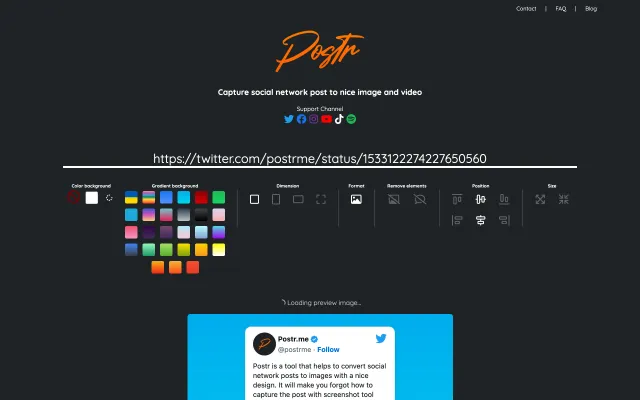 Contact | FAQ | Blog
Postr
Capture social network post to nice image and video
Support Channel
https://twitter.com/postrme/status/1533122274227650560
Color background
Gradient background
Dimension
Format
Remove elements
Position
Size
Loading preview image...
Postr.me
@postrme · Follow
Postr is a tool that helps to convert social
network posts to images with a nice
design. It will make you forgot how to
capture the post with screenshot tool